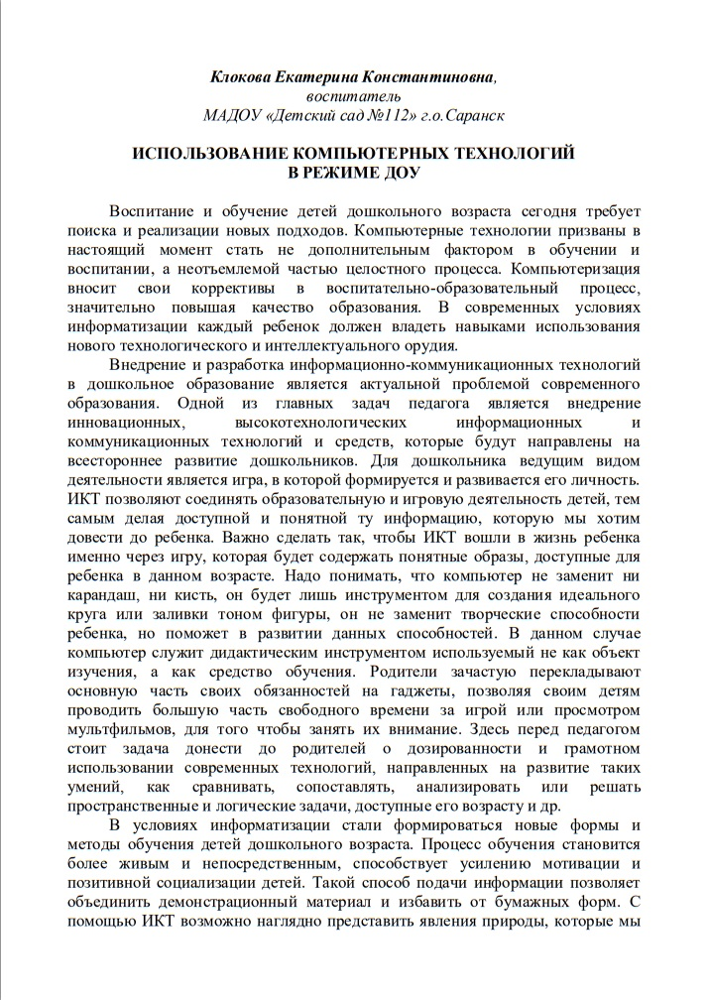 Клокова Екатерина Константиновна,
воспитатель
МАДОУ «Детский сад №112» г.о.Саранск
ИСПОЛЬЗОВАНИЕ КОМПЬЮТЕРНЫХ ТЕХНОЛОГИЙ
В РЕЖИМЕ ДОУ
Воспитание и обучение детей дошкольного возраста сегодня требует
поиска и реализации новых подходов. Компьютерные технологии призваны в
настоящий момент стать не дополнительным фактором в обучении и
воспитании, а неотъемлемой частью целостного процесса. Компьютеризация
вносит свои коррективы в воспитательно-образовательный процесс,
значительно повышая качество образования. В современных условиях
информатизации каждый ребенок должен владеть навыками использования
нового технологического и интеллектуального орудия.
Внедрение и разработка информационно-коммуникационных технологий
в дошкольное образование является актуальной проблемой современного
образования. Одной из главных задач педагога является внедрение
инновационных, высокотехнологических информационных и
коммуникационных технологий и средств, которые будут направлены на
всестороннее развитие дошкольников. Для дошкольника ведущим видом
деятельности является игра, в которой формируется и развивается его личность.
ИКТ позволяют соединять образовательную и игровую деятельность детей, тем
самым делая доступной и понятной ту информацию, которую мы хотим
довести до ребенка. Важно сделать так, чтобы ИКТ вошли в жизнь ребенка
именно через игру, которая будет содержать понятные образы, доступные для
ребенка в данном возрасте. Надо понимать, что компьютер не заменит ни
карандаш, ни кисть, он будет лишь инструментом для создания идеального
круга или заливки тоном фигуры, он не заменит творческие способности
ребенка, но поможет в развитии данных способностей. В данном случае
компьютер служит дидактическим инструментом используемый не как объект
изучения, а как средство обучения. Родители зачастую перекладывают
основную часть своих обязанностей на гаджеты, позволяя своим детям
проводить большую часть свободного времени за игрой или просмотром
мультфильмов, для того чтобы занять их внимание. Здесь перед педагогом
стоит задача донести до родителей о дозированности и грамотном
использовании современных технологий, направленных на развитие таких
умений, как сравнивать, сопоставлять, анализировать или решать
пространственные и логические задачи, доступные его возрасту и др.
В условиях информатизации стали формироваться новые формы и
методы обучения детей дошкольного возраста. Процесс обучения становится
более живым и непосредственным, способствует усилению мотивации и
позитивной социализации детей. Такой способ подачи информации позволяет
объединить демонстрационный материал и избавить от бумажных форм. С
помощью ИКТ возможно наглядно представить явления природы, которые мы